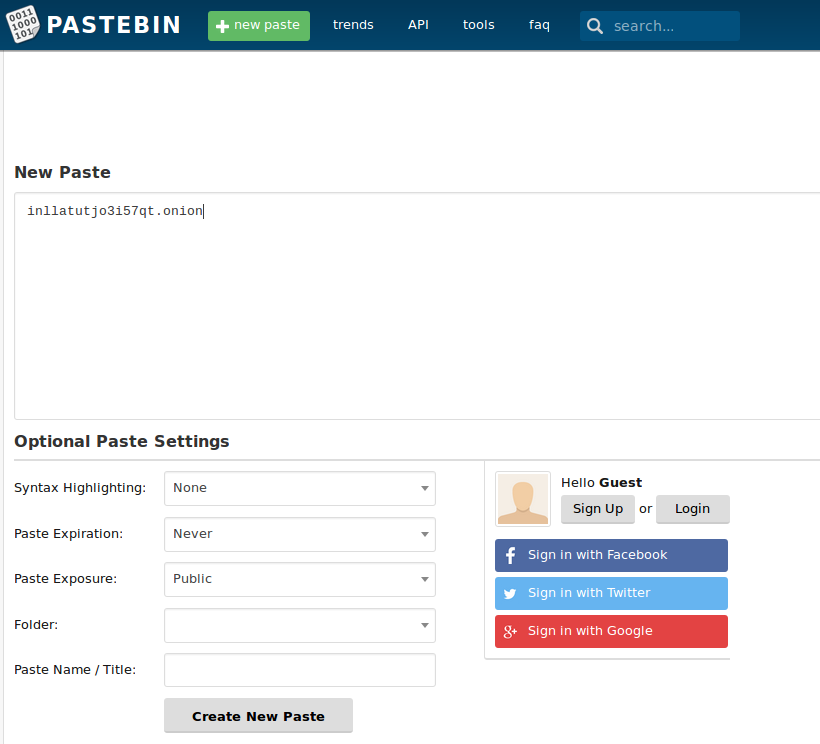 0011
1000
101
PASTEBIN
new paste
trends
API
tools
faq
search...
New Paste
inllatutjo3i57qt.onion
Optional Paste Settings
Syntax Highlighting:
None
Paste Expiration:
Never
Paste Exposure:
Public
Folder:
Paste Name / Title:
Create New Paste
Hello Guest
Sign Up or Login
Sign in with Facebook
Sign in with Twitter
Sign in with Google